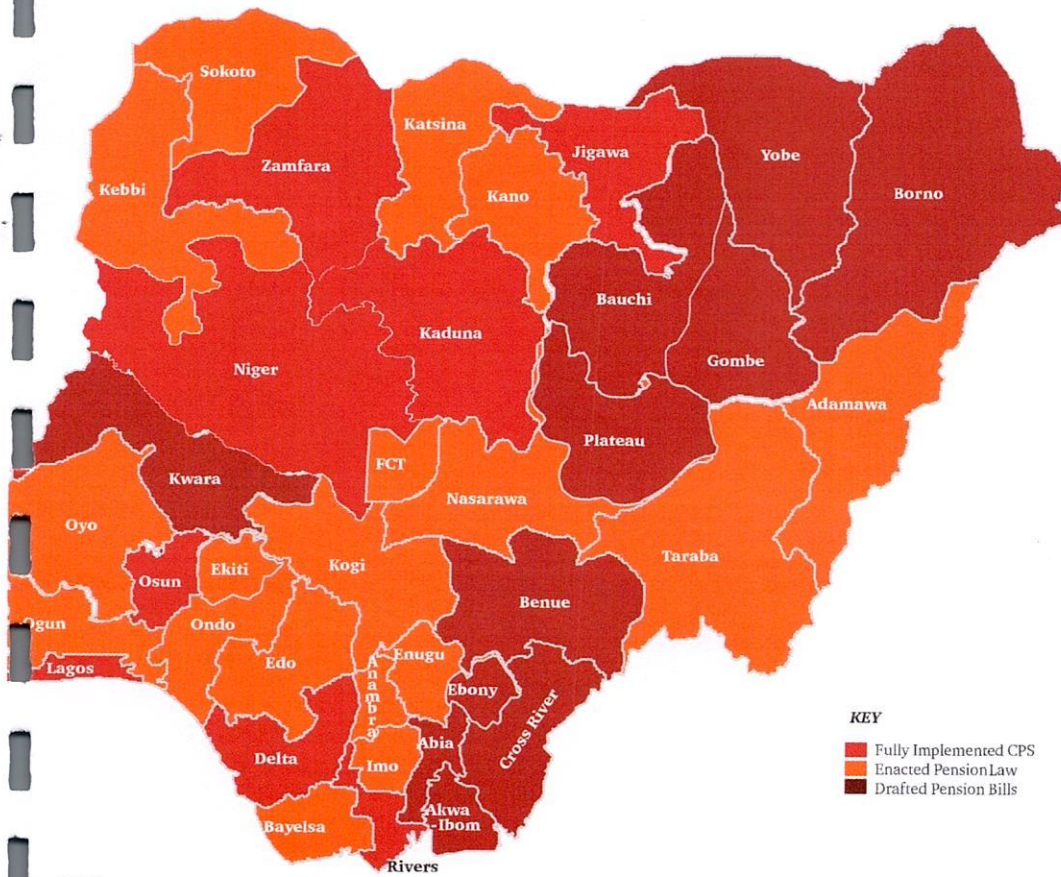 Sokoto
Katsina
Zamfara
Jigawa
Yobe
Kebbi
Kano
Borno
Bauchi
Kaduna
Gombe
Niger
Adamawa
Plateau
FCT
Kwara
Nasarawa
Oyo
Taraba
Kogi
Ekiti
Osun
Benue
Ogun
Ondo
Enugu
Edo
Anambra
Lagos
Ebony
Cross River
Abia
Delta
Imo
Akwa
-Ibom
Bayelsa
Rivers
KEY
Fully Implemented CPS
Enacted Pension Law
Drafted Pension Bills